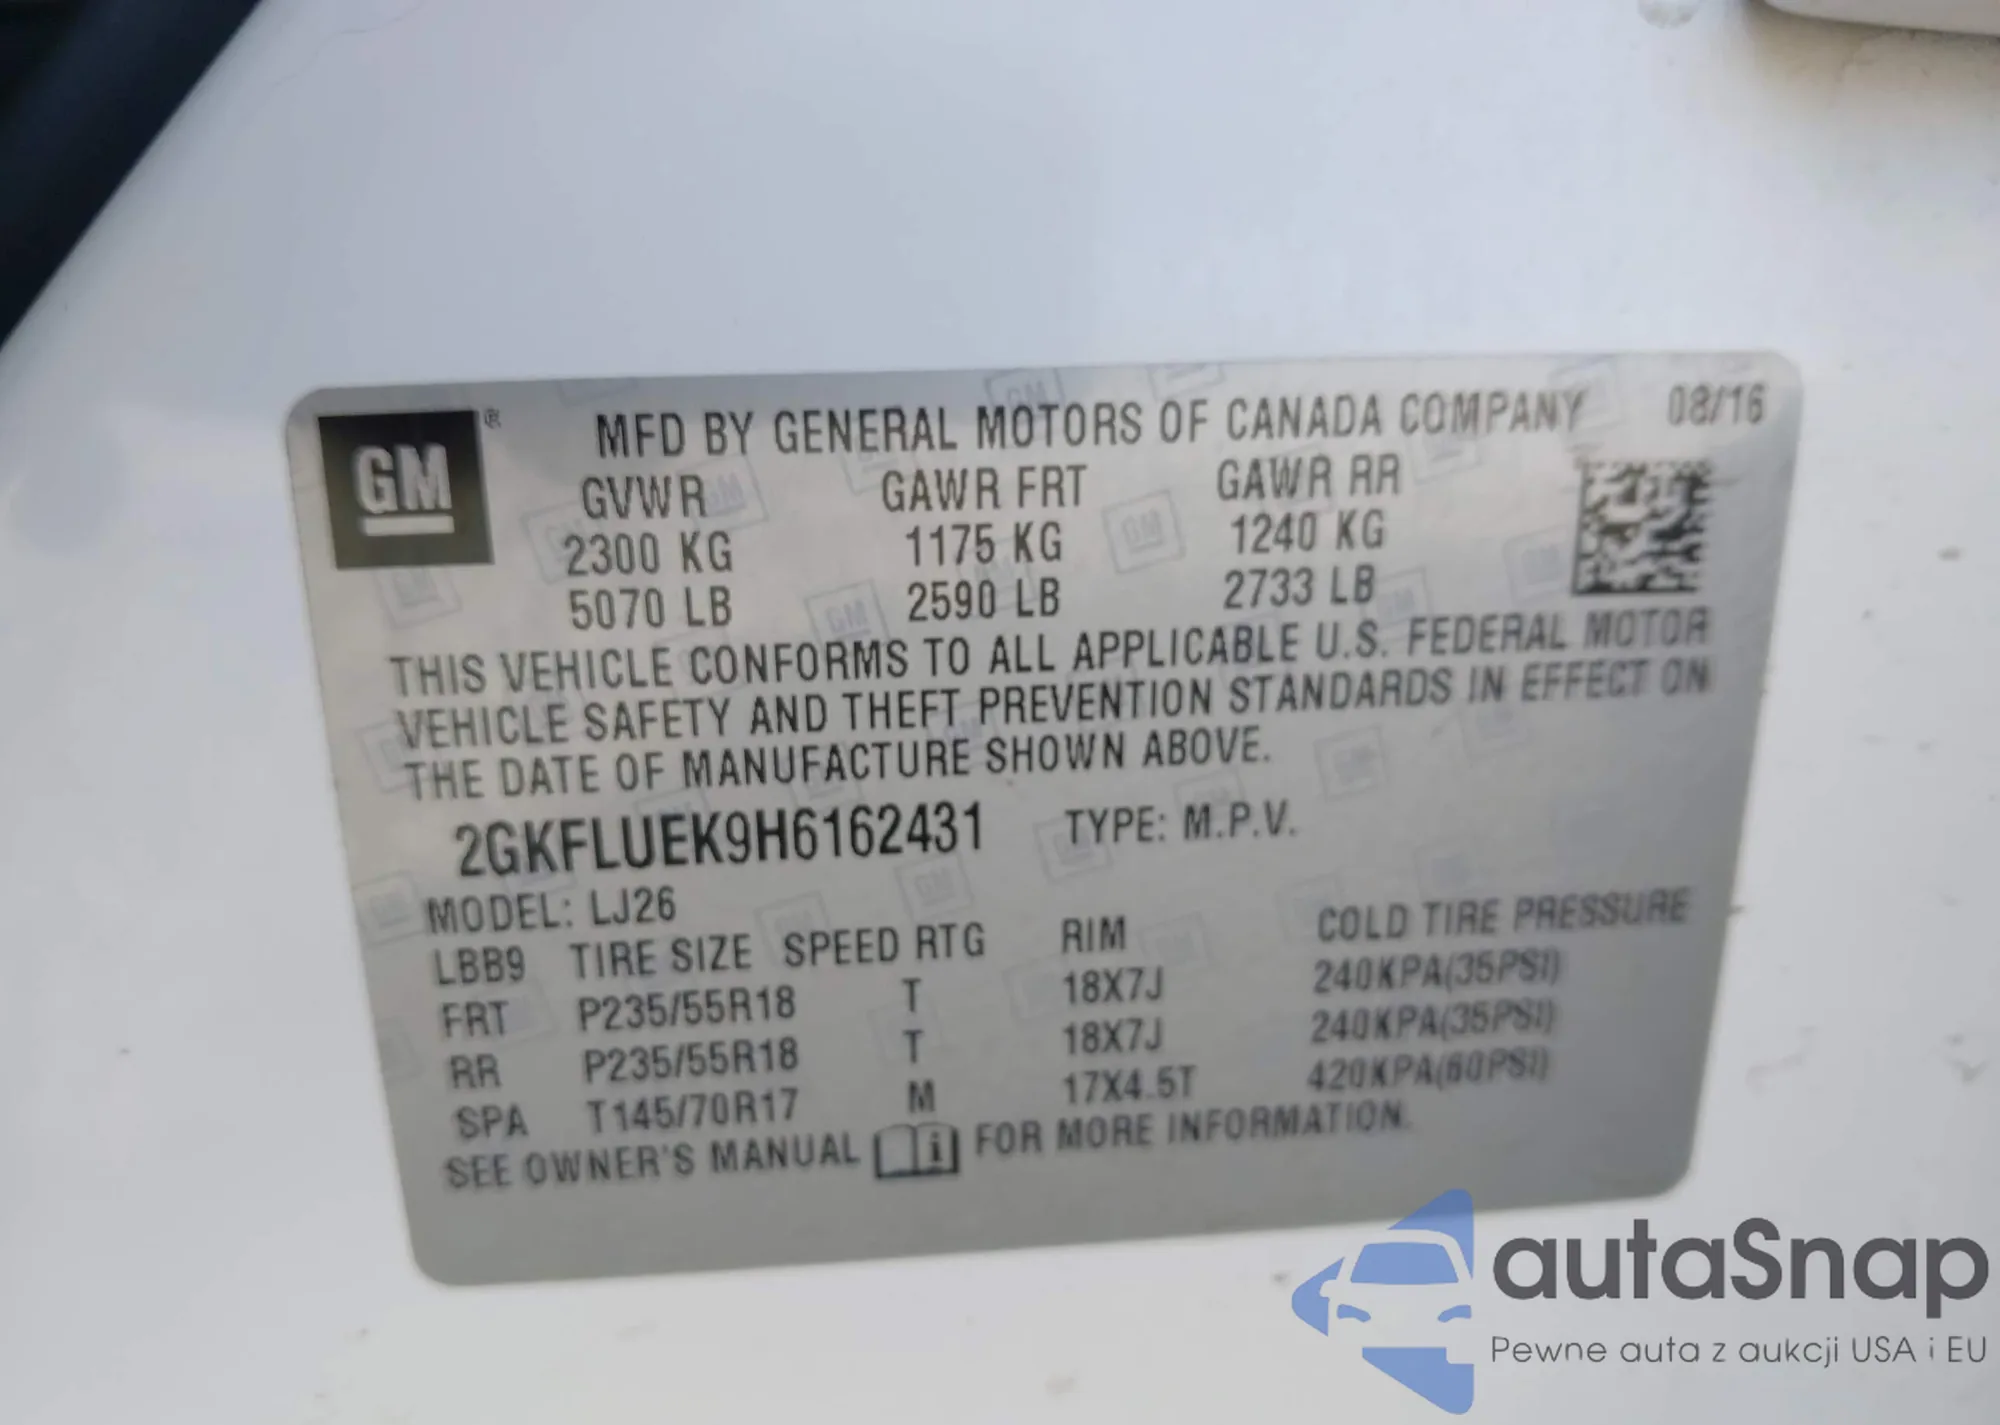 GM ®
MFD BY GENERAL MOTORS OF CANADA COMPANY 08/16
GVWR GAWR FRT GAWR RR
2300 KG 1175 KG 1240 KG
5070 LB 2590 LB 2733 LB
THIS VEHICLE CONFORMS TO ALL APPLICABLE U.S. FEDERAL MOTOR
VEHICLE SAFETY AND THEFT PREVENTION STANDARDS IN EFFECT ON
THE DATE OF MANUFACTURE SHOWN ABOVE.
2GKFLUEK9H6162431 TYPE: M.P.V.
MODEL: LJ26
LBB9 TIRE SIZE SPEED RTG RIM COLD TIRE PRESSURE
FRT P235/55R18 T 18X7J 240KPA(35PSI)
RR P235/55R18 T 18X7J 240KPA(35PSI)
SPA T145/70R17 M 17X4.5T 420KPA(60PSI)
SEE OWNER'S MANUAL i FOR MORE INFORMATION.
autaSnap
Pewne auta z aukcji USA i EU